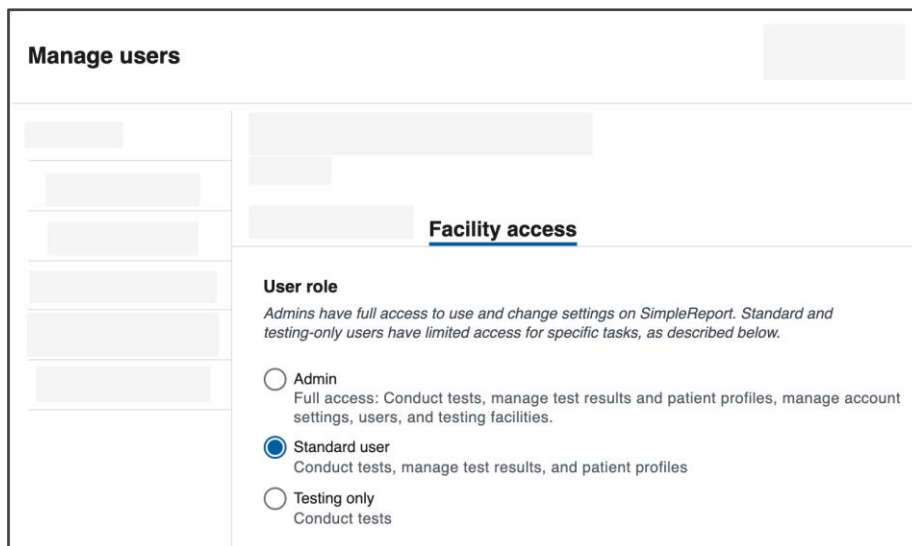 Manage users
Facility access
User role
Admins have full access to use and change settings on SimpleReport. Standard and
testing-only users have limited access for specific tasks, as described below.
Admin
Full access: Conduct tests, manage test results and patient profiles, manage account
settings, users, and testing facilities.
Standard user
Conduct tests, manage test results, and patient profiles
Testing only
Conduct tests